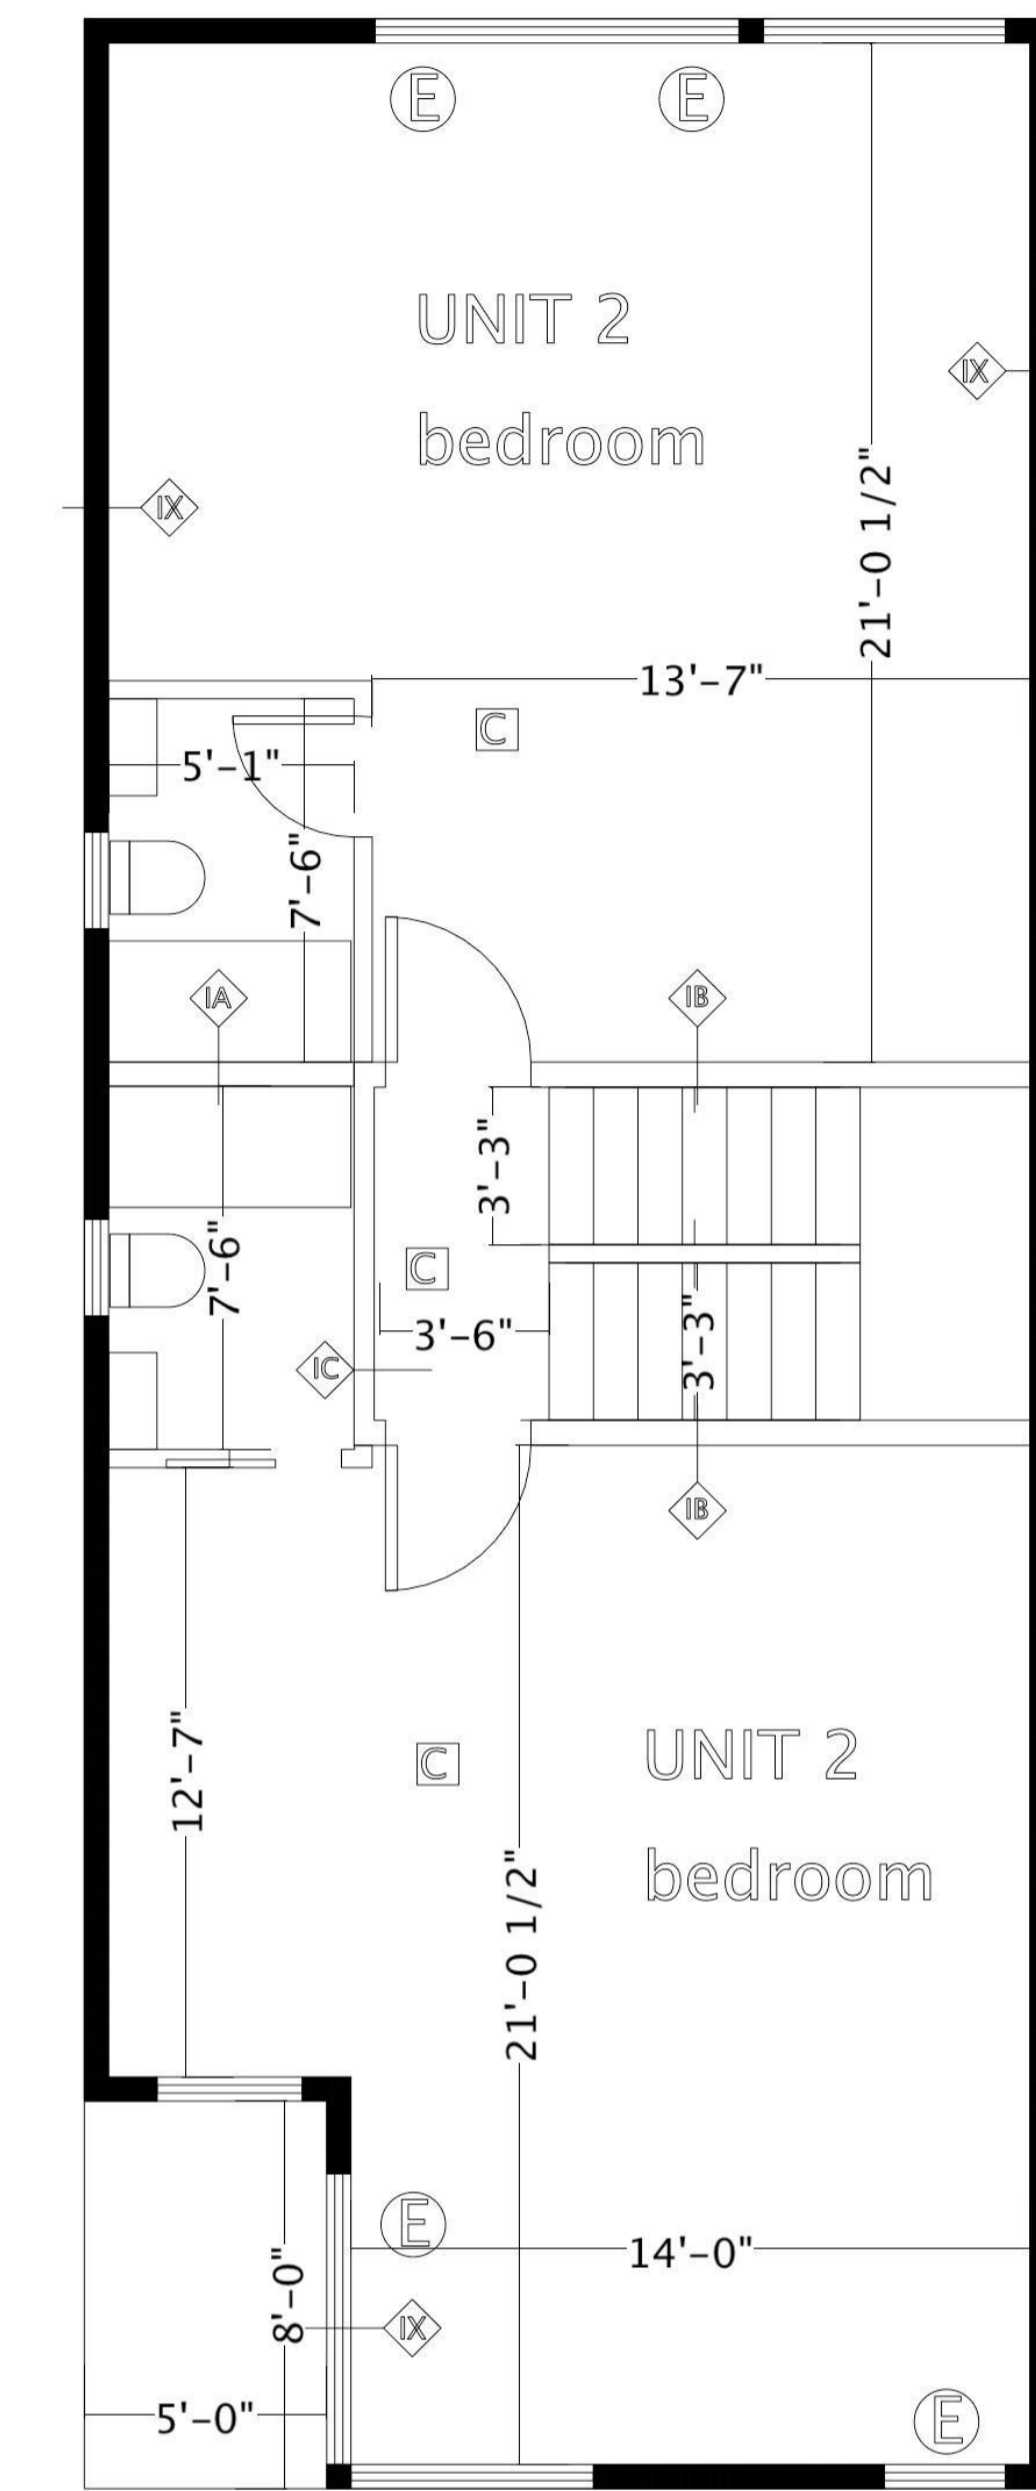 E E
UNIT 2
IX
bedroom
21'-0 1/2"
IX
13'-7"
C
5'-1"
7'-6"
IA
IB
3'-3"
7'-6"
C
3'-6"
3'-3"
IC
IB
UNIT 2
12'-7"
C
bedroom
21'-0 1/2"
E
14'-0"
8'-0"
IX
5'-0"
E